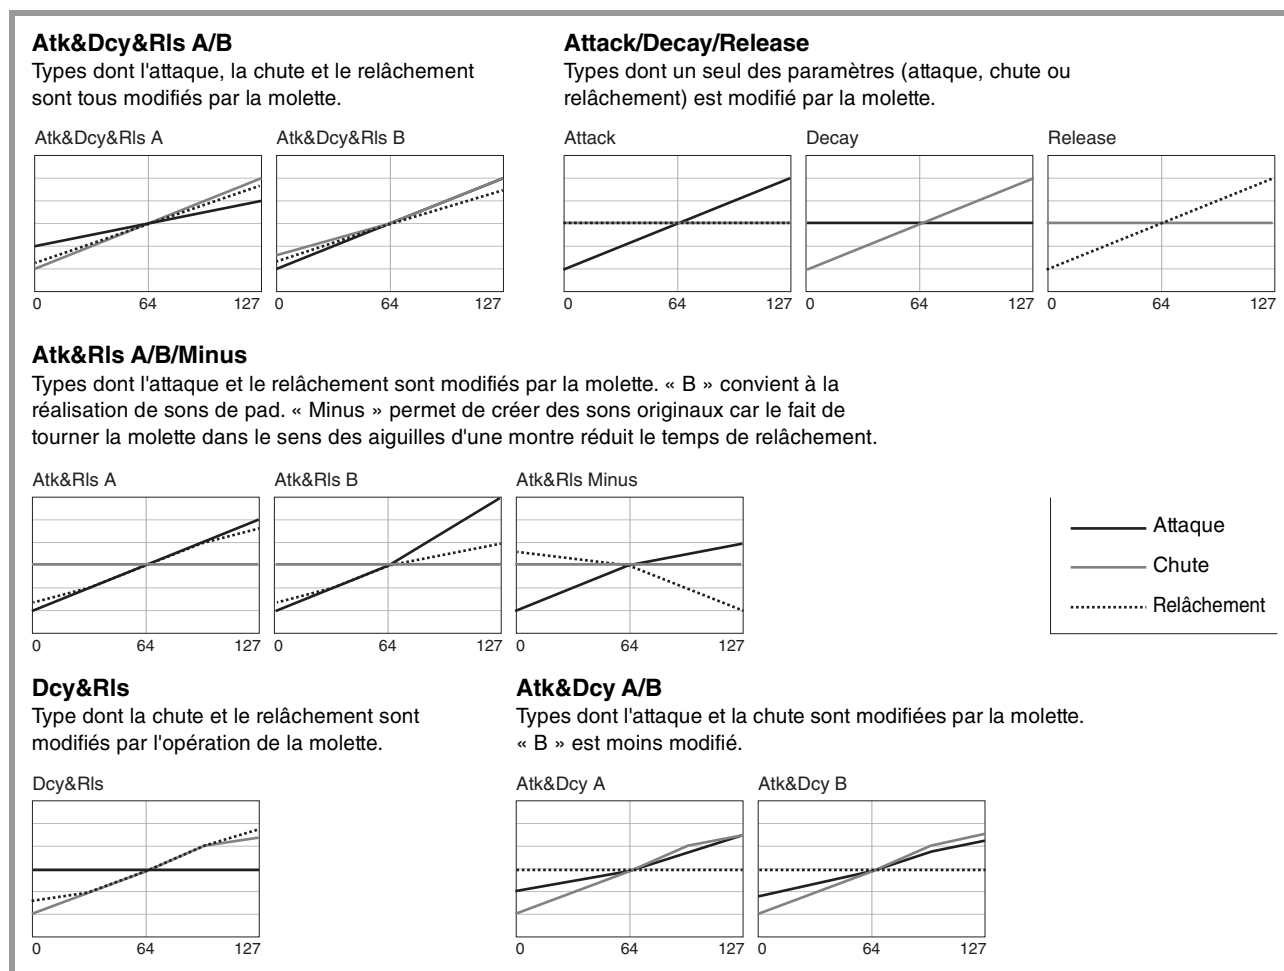 Atk&Dcy&Rls A/B
Types dont l'attaque, la chute et le relâchement
sont tous modifiés par la molette.
Atk&Dcy&Rls A
Atk&Dcy&Rls B
0 64 127
0 64 127
Attack/Decay/Release
Types dont un seul des paramètres (attaque, chute ou
relâchement) est modifié par la molette.
Attack
Decay
Release
0 64 127
0 64 127
0 64 127
Atk&Rls A/B/Minus
Types dont l'attaque et le relâchement sont modifiés par la molette. « B » convient à la
réalisation de sons de pad. « Minus » permet de créer des sons originaux car le fait de
tourner la molette dans le sens des aiguilles d'une montre réduit le temps de relâchement.
Atk&Rls A
Atk&Rls B
Atk&Rls Minus
0 64 127
0 64 127
0 64 127
Attaque
Chute
Relâchement
Dcy&Rls
Type dont la chute et le relâchement sont
modifiés par l'opération de la molette.
Dcy&Rls
0 64 127
Atk&Dcy A/B
Types dont l'attaque et la chute sont modifiées par la molette.
« B » est moins modifié.
Atk&Dcy A
Atk&Dcy B
0 64 127
0 64 127